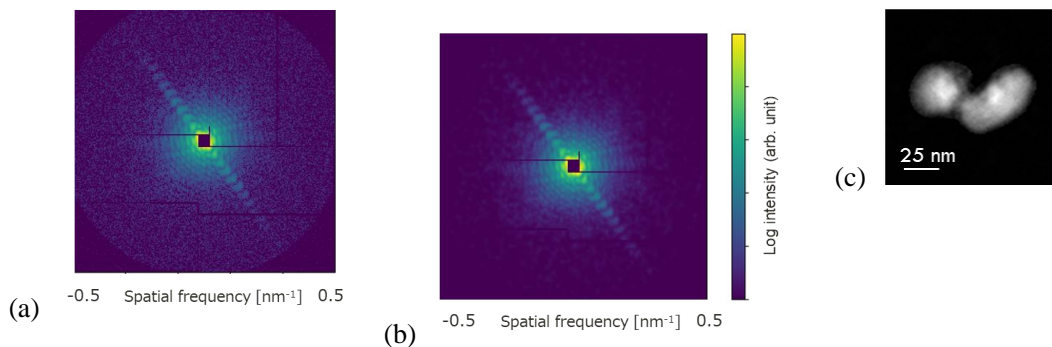 (a)
-0.5 Spatial frequency [nm⁻¹] 0.5
(b)
-0.5 Spatial frequency [nm⁻¹] 0.5
Log intensity (arb. unit)
(c)
25 nm